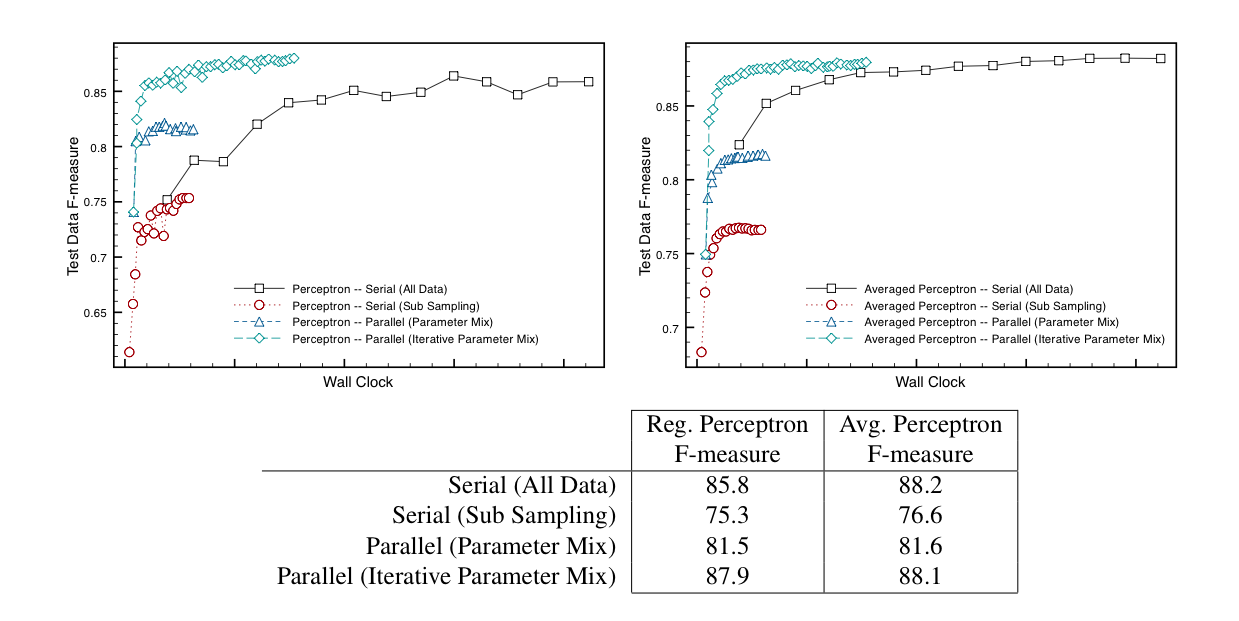 0.85
0.8
0.75
0.7
0.65
Test Data F-measure
Perceptron -- Serial (All Data)
Perceptron -- Serial (Sub Sampling)
Perceptron -- Parallel (Parameter Mix)
Perceptron -- Parallel (Iterative Parameter Mix)
Wall Clock
0.85
0.8
0.75
0.7
Test Data F-measure
Averaged Perceptron -- Serial (All Data)
Averaged Perceptron -- Serial (Sub Sampling)
Averaged Perceptron -- Parallel (Parameter Mix)
Averaged Perceptron -- Parallel (Iterative Parameter Mix)
Wall Clock
Reg. Perceptron Avg. Perceptron
F-measure F-measure
Serial (All Data) 85.8 88.2
Serial (Sub Sampling) 75.3 76.6
Parallel (Parameter Mix) 81.5 81.6
Parallel (Iterative Parameter Mix) 87.9 88.1